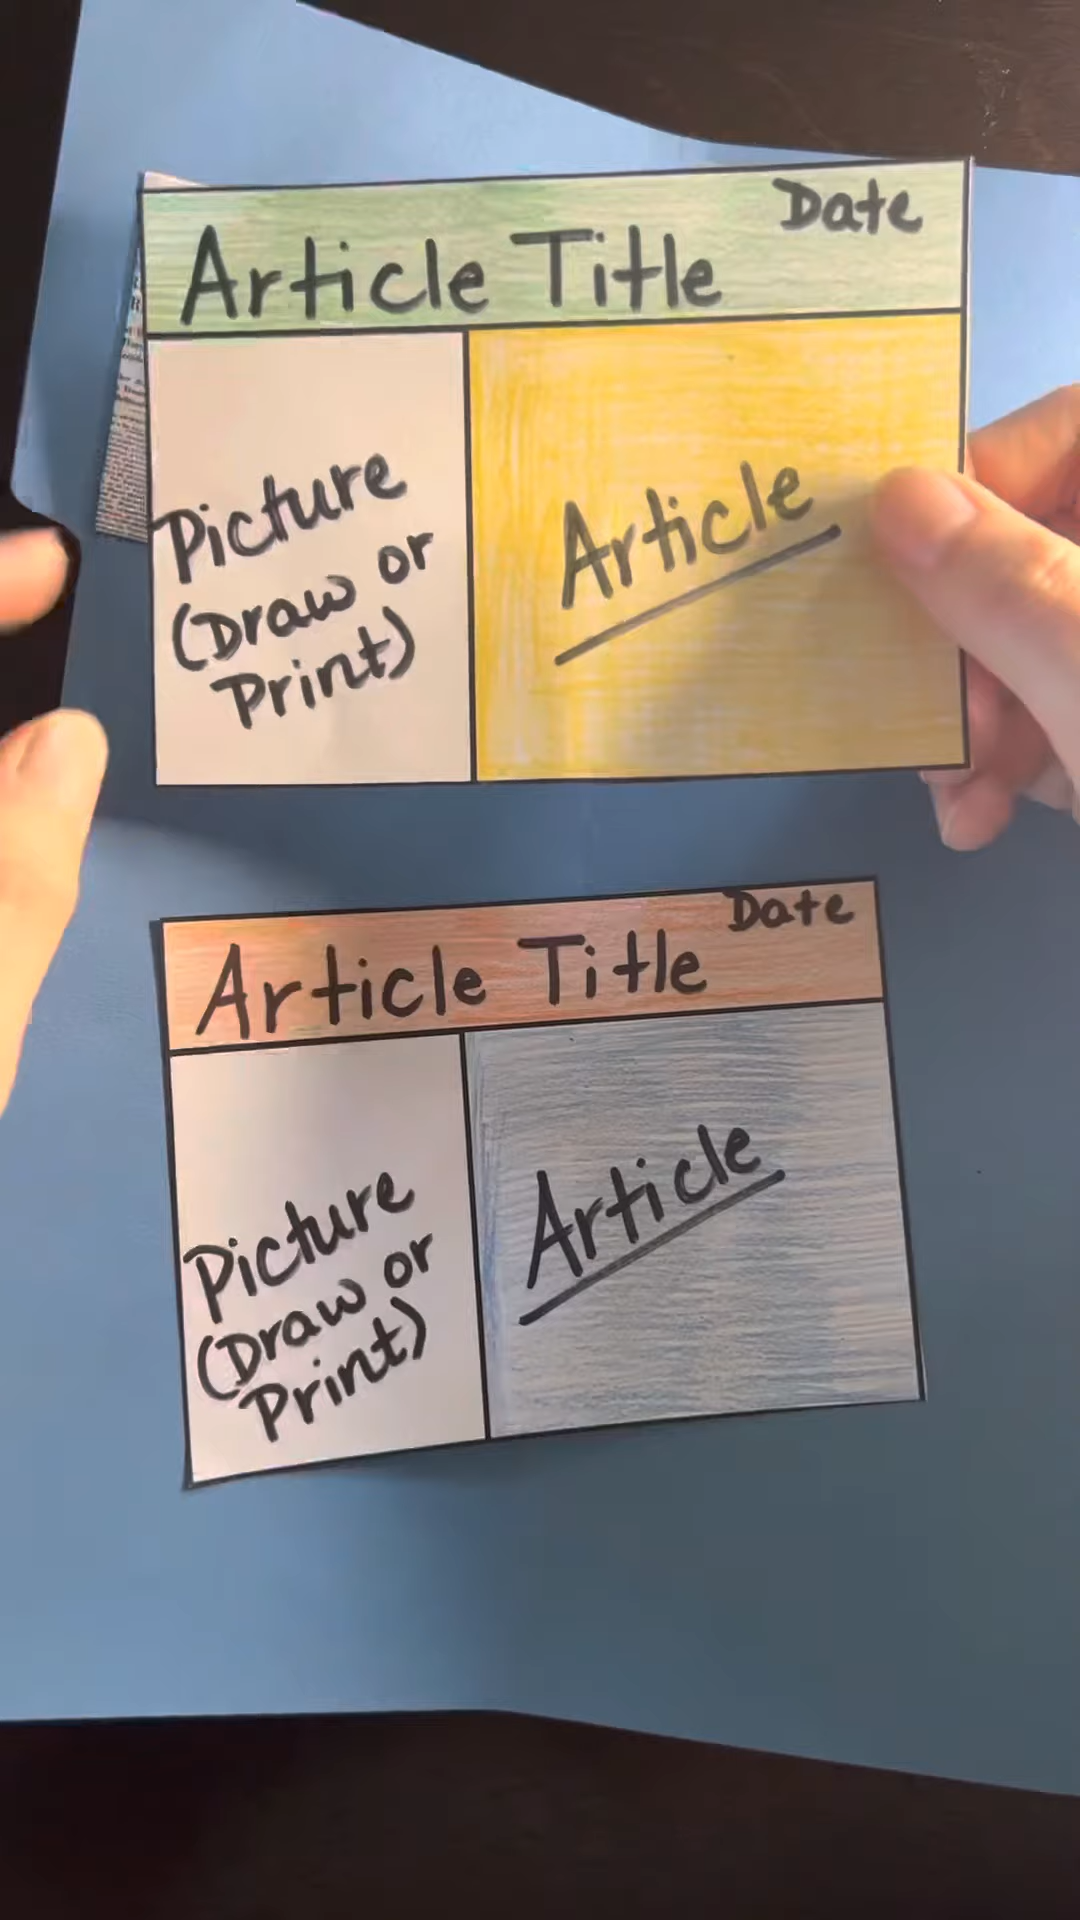 Date
Article Title
Picture
(Draw or
Print)
Article
Date
Article Title
Picture
(Draw or
Print)
Article